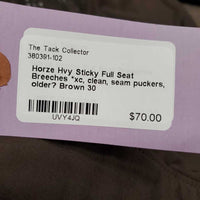 The Tack Collector
380391-102
Horze Hvy Sticky Full Seat
Breeches *xc, clean, seam puckers,
older? Brown 30
UVY4JQ
$70.00